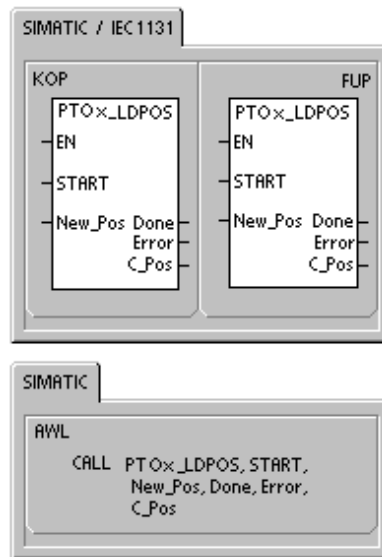 SIMATIC / IEC1131
KOP
PTOx_LDPOS
EN
START
New_Pos Done
Error
C_Pos
FUP
PTOx_LDPOS
EN
START
New_Pos Done
Error
C_Pos
SIMATIC
AWL
CALL PTOx_LDPOS, START,
New_Pos, Done, Error,
C_Pos